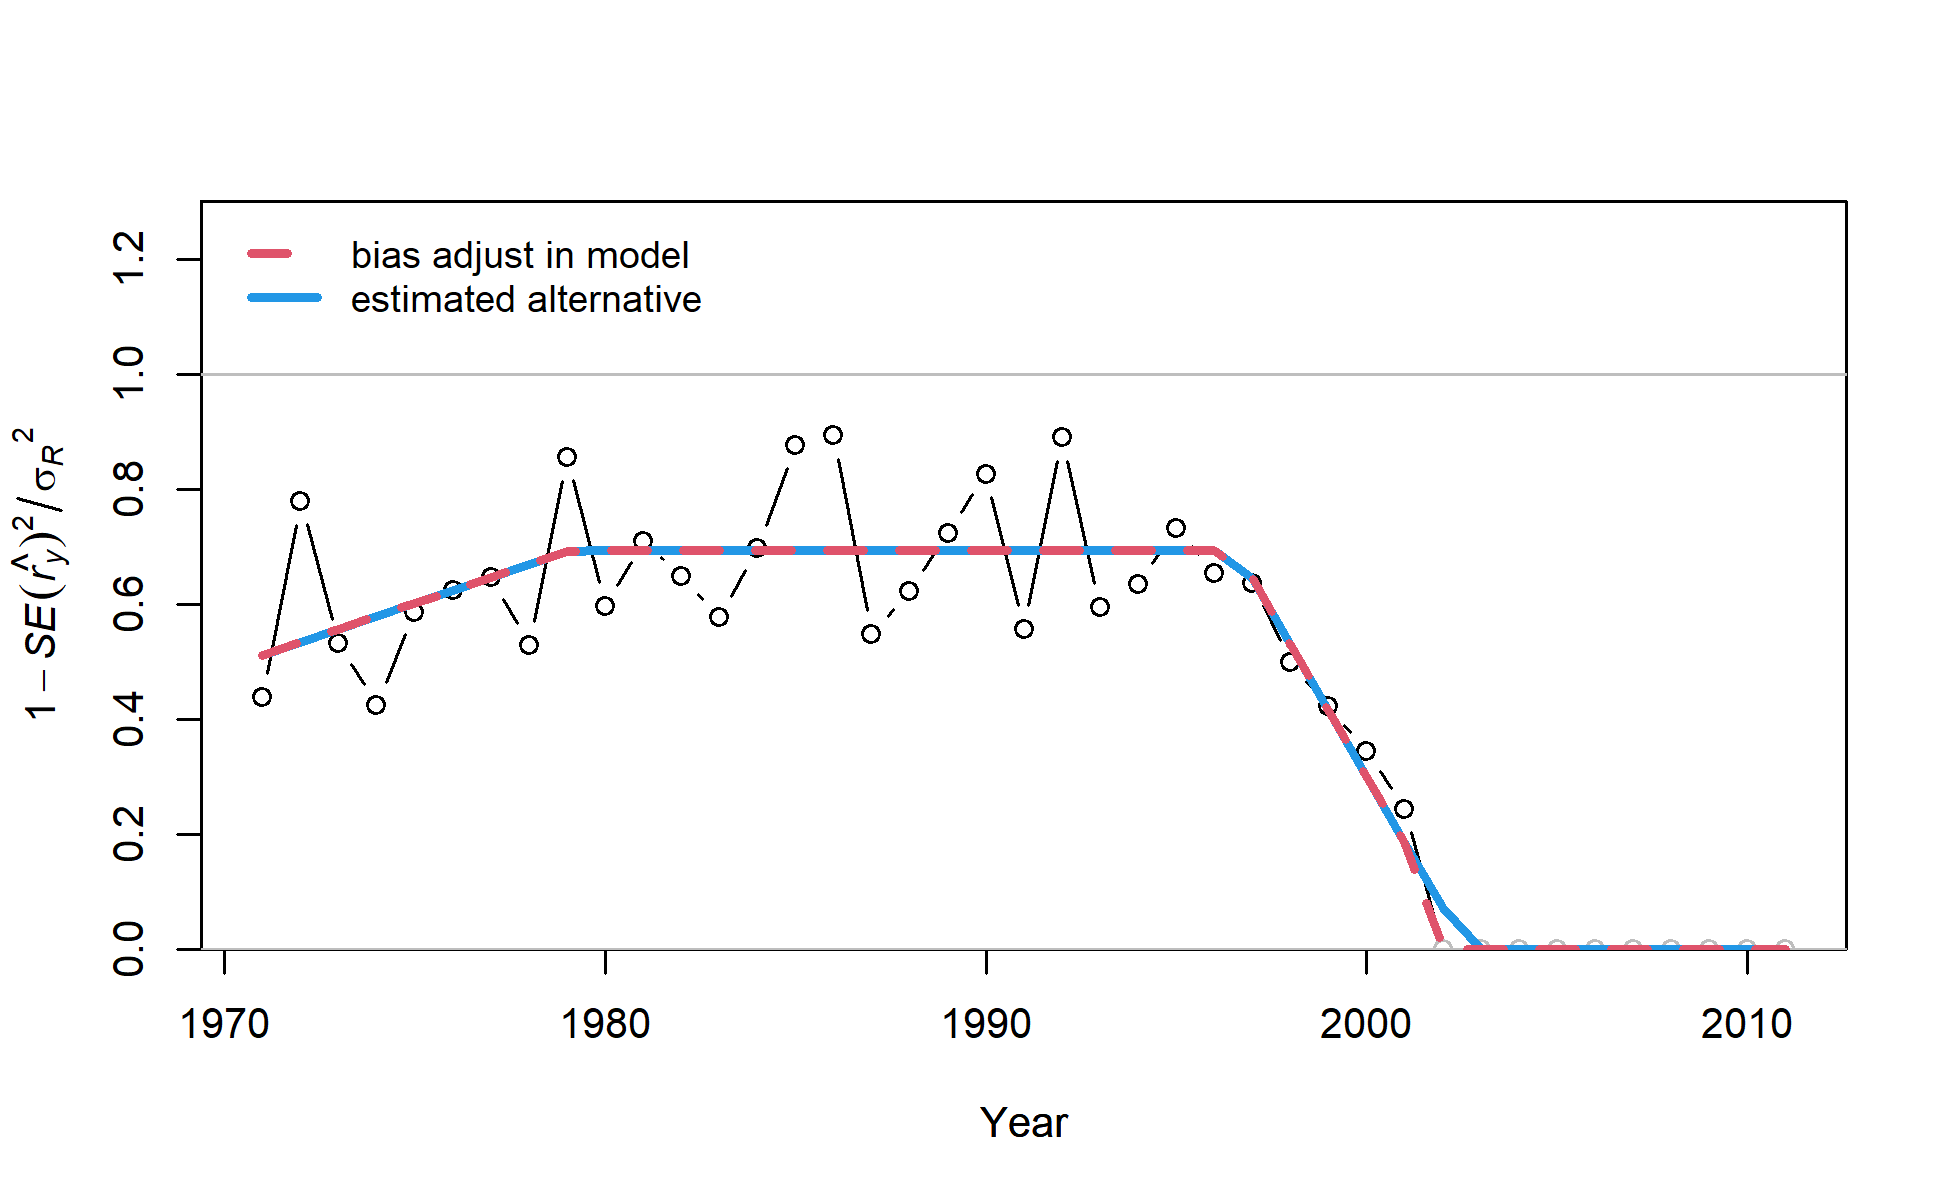 bias adjust in model
estimated alternative
1 − SE(r̂y)²/σR²
1.2
1.0
0.8
0.6
0.4
0.2
0.0
1970 1980 1990 2000 2010
Year